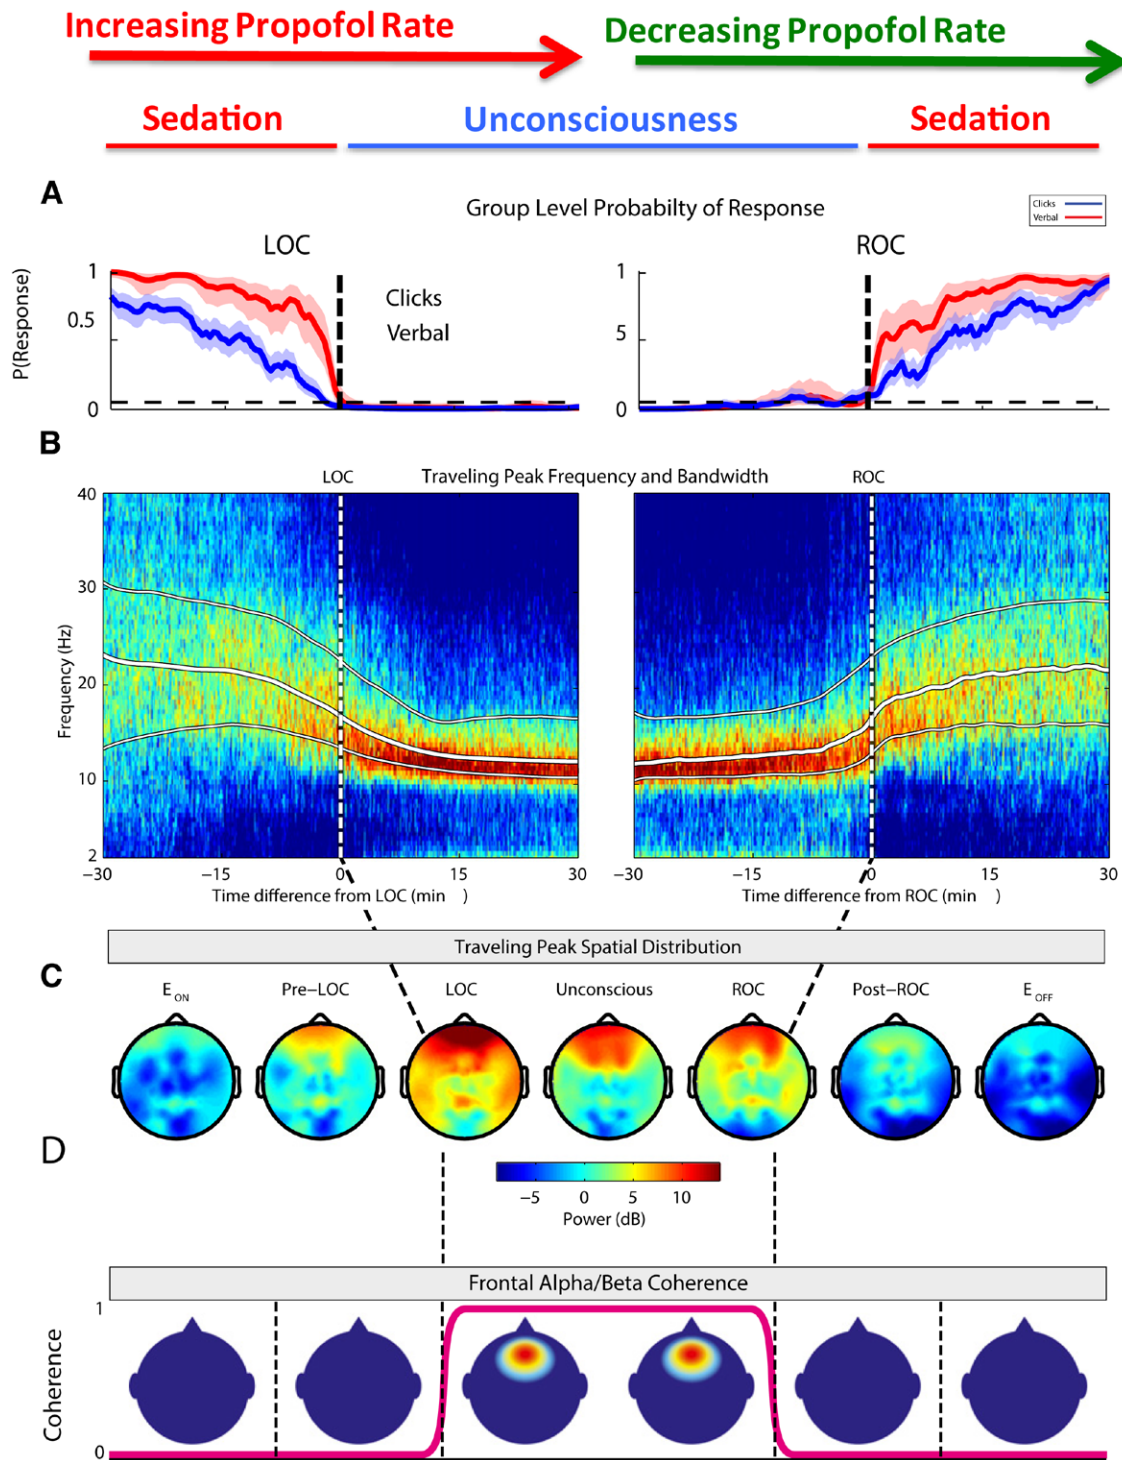 Increasing Propofol Rate
Decreasing Propofol Rate
Sedation
Unconsciousness
Sedation
A
Group Level Probabilty of Response
Clicks
Verbal
LOC
ROC
P(Response)
1
0.5
0
Clicks
Verbal
1
5
0
B
LOC
Traveling Peak Frequency and Bandwidth
ROC
Frequency (Hz)
40
30
20
10
2
−30
−15
0
15
30
−30
−15
0
15
30
Time difference from LOC (min )
Time difference from ROC (min )
Traveling Peak Spatial Distribution
C
E ON
Pre−LOC
LOC
Unconscious
ROC
Post−ROC
E OFF
D
−5
0
5
10
Power (dB)
Frontal Alpha/Beta Coherence
Coherence
1
0